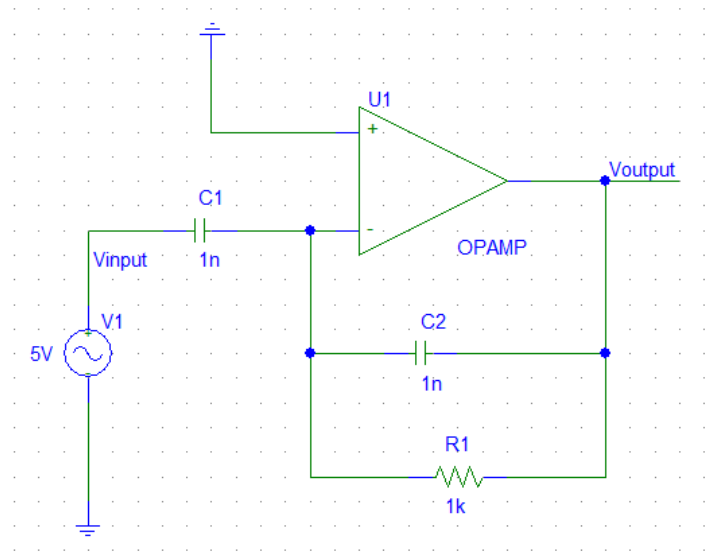 U1
+
Voutput
C1
-
OPAMP
Vinput
1n
V1
C2
5V
1n
R1
1k